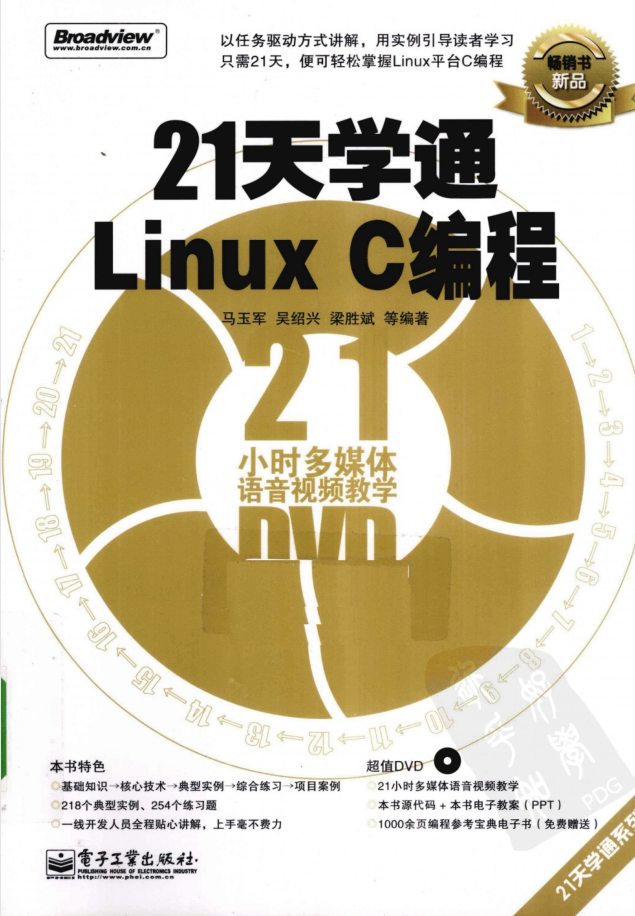 Broadview®
www.broadview.com.cn
以任务驱动方式讲解，用实例引导读者学习
只需21天，便可轻松掌握Linux平台C编程
畅销书
新品
21天学通
Linux C编程
马玉军 吴绍兴 梁胜斌 等编著
21
小时多媒体
语音视频教学
DVD
1→2→3→4→5→6→7→8→9→10→11→12→13→14→15→16→17→18→19→20→21
本书特色
基础知识→核心技术→典型实例→综合练习→项目案例
218个典型实例、254个练习题
一线开发人员全程贴心讲解，上手毫不费力
超值DVD
21小时多媒体语音视频教学
本书源代码＋本书电子教案（PPT）
1000余页编程参考宝典电子书（免费赠送）
PDG
21天学通系列
電子工業出版社·
PUBLISHING HOUSE OF ELECTRONICS INDUSTRY
http://www.phei.com.cn